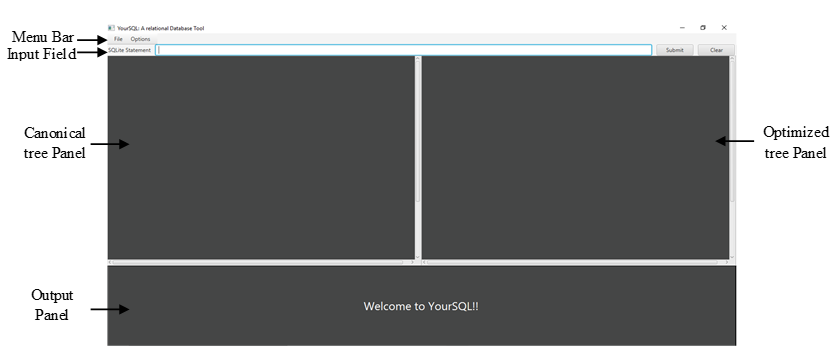 YourSQL: A relational Database Tool
Menu Bar
File Options
Input Field
SQLite Statement
Submit Clear
Canonical
tree Panel
Optimized
tree Panel
Output
Panel
Welcome to YourSQL!!